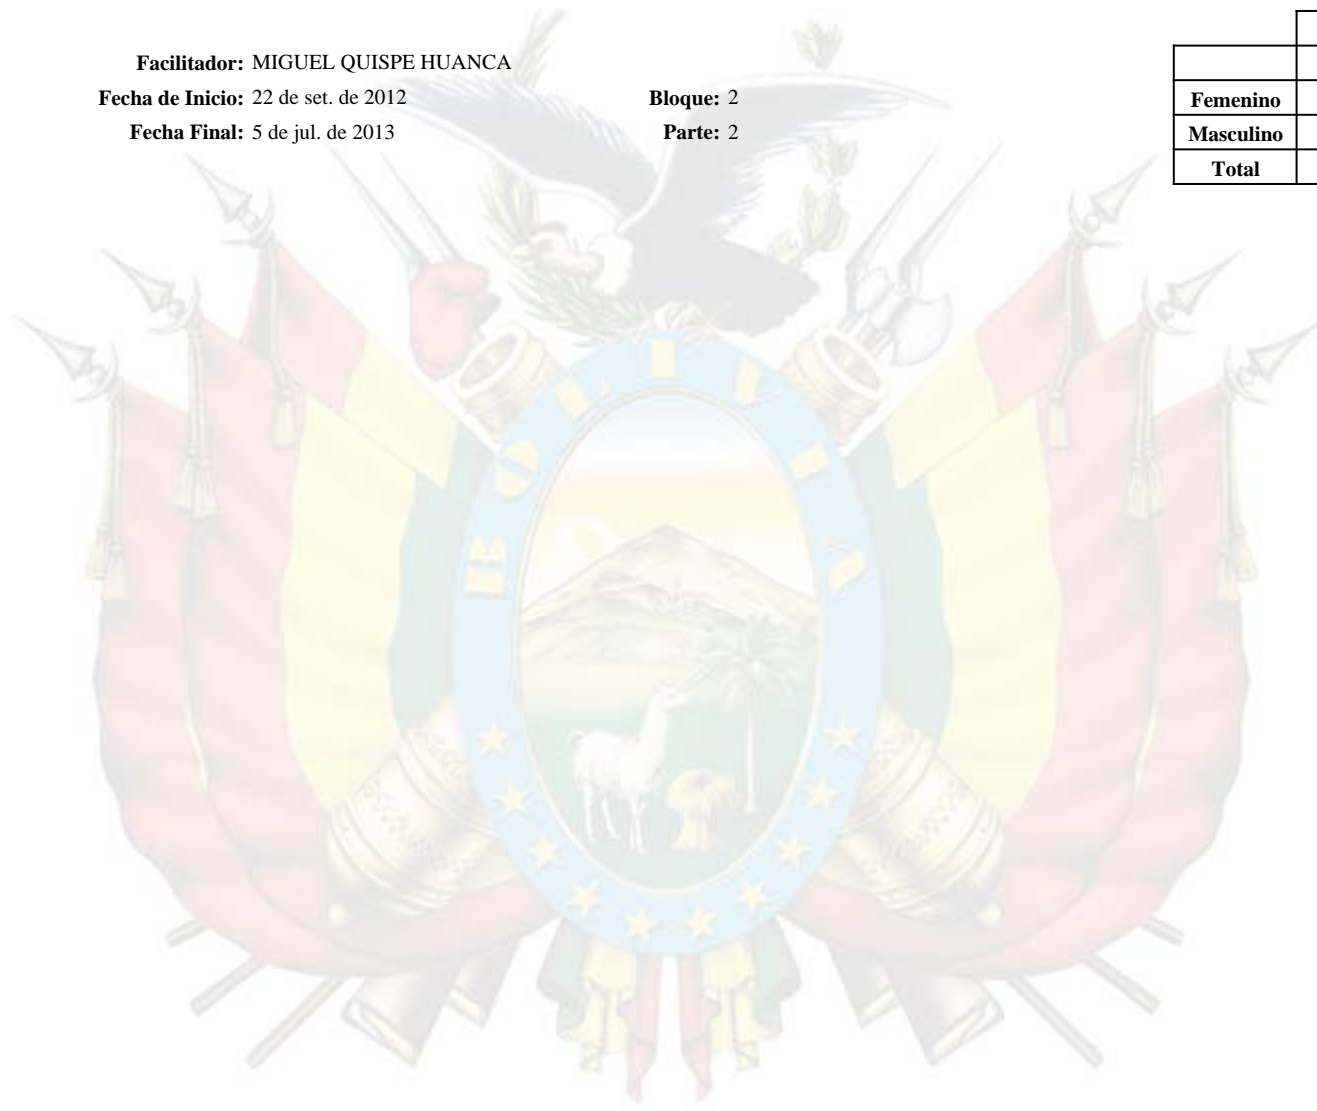 Facilitador: MIGUEL QUISPE HUANCA
Fecha de Inicio: 22 de set. de 2012 Bloque: 2
Fecha Final: 5 de jul. de 2013 Parte: 2
Femenino
Masculino
Total
BOLIVIA